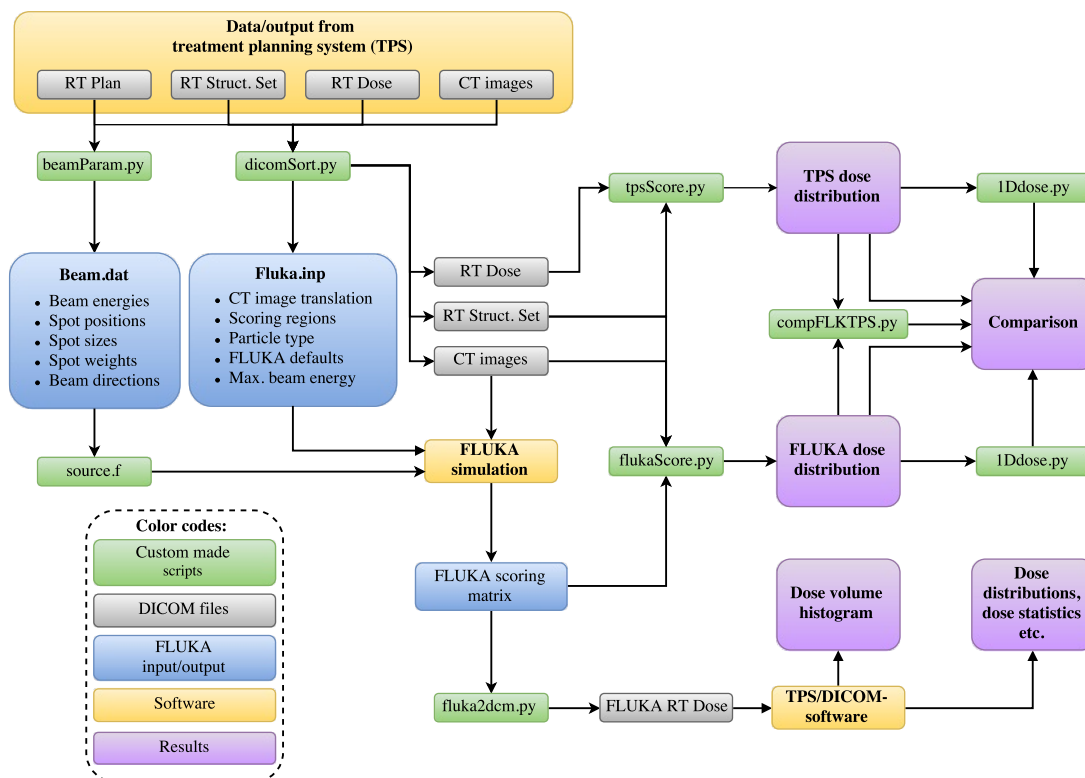 Data/output from
treatment planning system (TPS)
RT Plan
RT Struct. Set
RT Dose
CT images
beamParam.py
dicomSort.py
tpsScore.py
TPS dose
distribution
1Ddose.py
Beam.dat
• Beam energies
• Spot positions
• Spot sizes
• Spot weights
• Beam directions
Fluka.inp
• CT image translation
• Scoring regions
• Particle type
• FLUKA defaults
• Max. beam energy
RT Dose
RT Struct. Set
CT images
compFLKTPS.py
Comparison
source.f
FLUKA
simulation
flukaScore.py
FLUKA dose
distribution
1Ddose.py
Color codes:
Custom made
scripts
DICOM files
FLUKA
input/output
Software
Results
FLUKA scoring
matrix
Dose volume
histogram
Dose
distributions,
dose statistics
etc.
fluka2dcm.py
FLUKA RT Dose
TPS/DICOM-
software